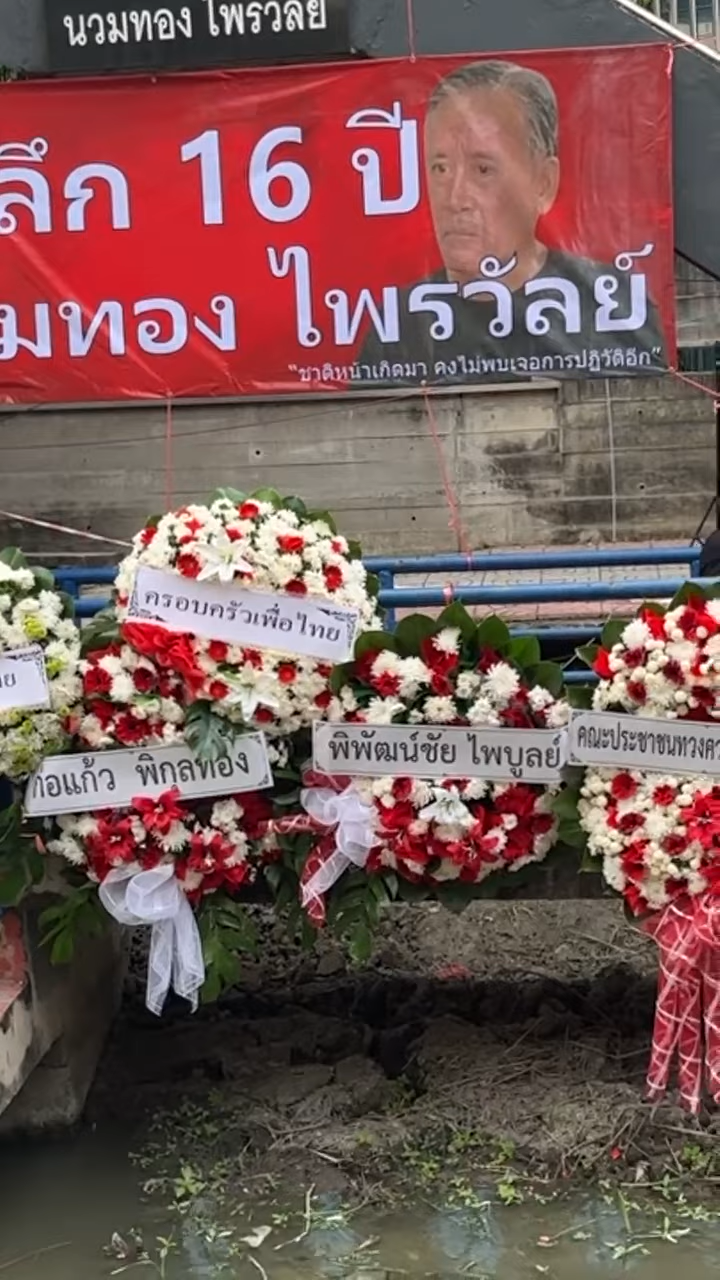 นวมทอง ไพรวัลย์
ลึก 16 ปี
มทอง ไพรวัลย์
“ชาติหน้าเกิดมา คงไม่พบเจอการปฏิวัติอีก”
ครอบครัวเพื่อไทย
ย
ก่อแก้ว พิกุลทอง
พิพัฒน์ชัย ไพบูลย์
คณะประชาชนทวงคว